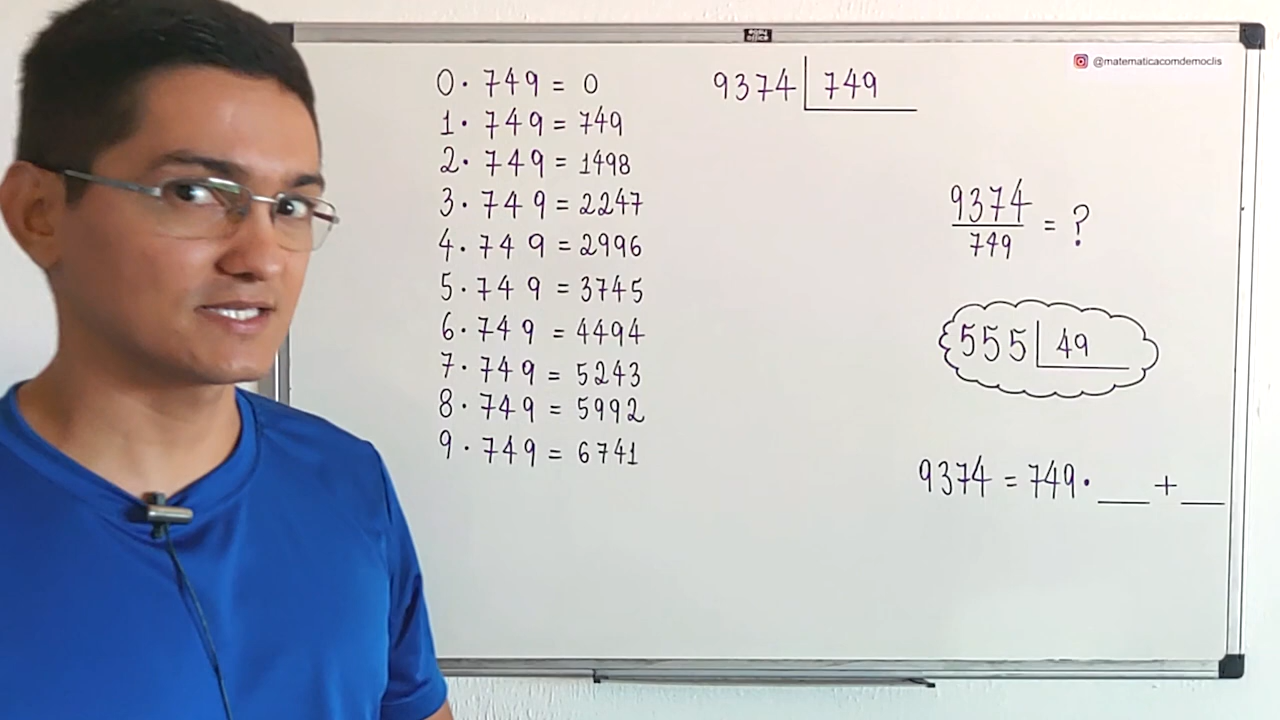 0 · 749 = 0
1 · 749 = 749
2 · 749 = 1498
3 · 749 = 2247
4 · 749 = 2996
5 · 749 = 3745
6 · 749 = 4494
7 · 749 = 5243
8 · 749 = 5992
9 · 749 = 6741
9374 | 749
@matematicacomdemoclis
9374
749
= ?
555 | 49
9374 = 749 · ___ + ___